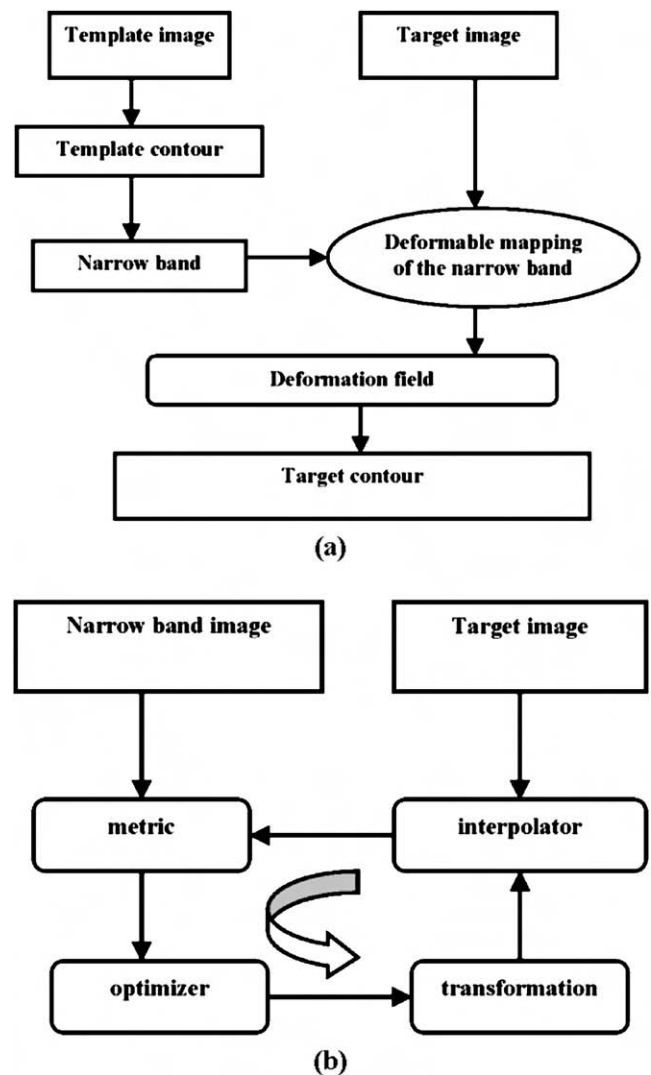 Template image
Target image
Template contour
Narrow band
Deformable mapping
of the narrow band
Deformation field
Target contour
(a)
Narrow band image
Target image
metric
interpolator
optimizer
transformation
(b)